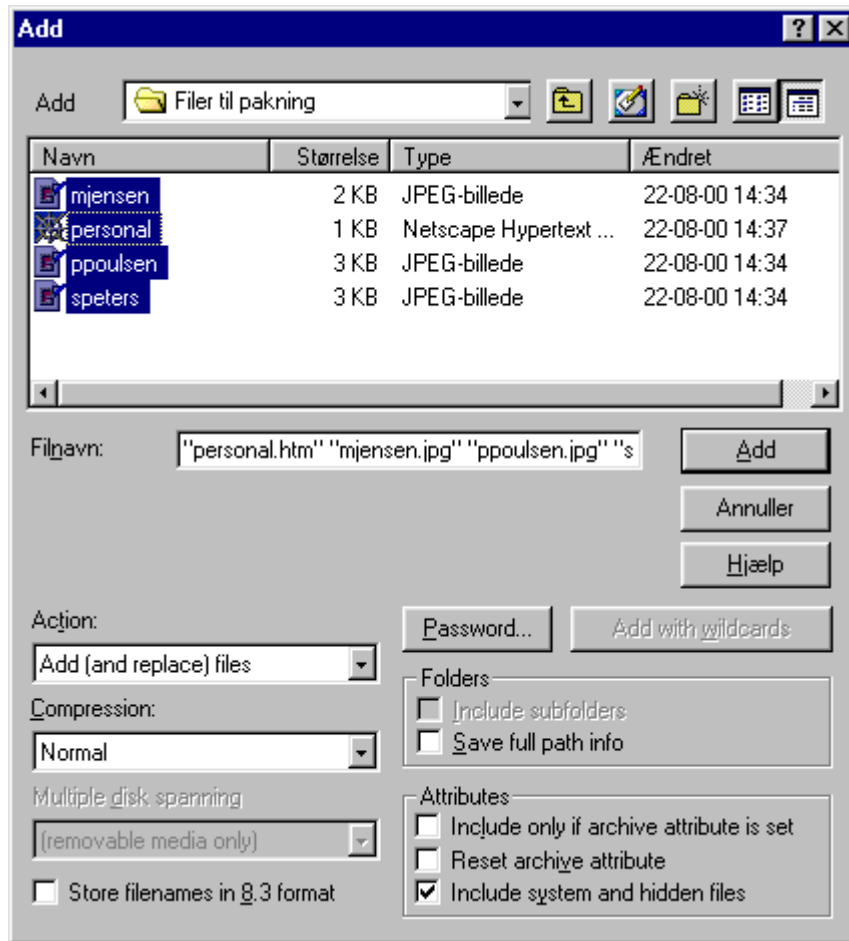 Add
Add Filer til pakning
Navn Størrelse Type Ændret
mjensen 2 KB JPEG-billede 22-08-00 14:34
personal 1 KB Netscape Hypertext ... 22-08-00 14:37
ppoulsen 3 KB JPEG-billede 22-08-00 14:34
speters 3 KB JPEG-billede 22-08-00 14:34
Filnavn: "personal.htm" "mjensen.jpg" "ppoulsen.jpg" "s
Add
Annuller
Hjælp
Action:
Add (and replace) files
Compression:
Normal
Multiple disk spanning
(removable media only)
Store filenames in 8.3 format
Password...
Add with wildcards
Folders
Include subfolders
Save full path info
Attributes
Include only if archive attribute is set
Reset archive attribute
Include system and hidden files